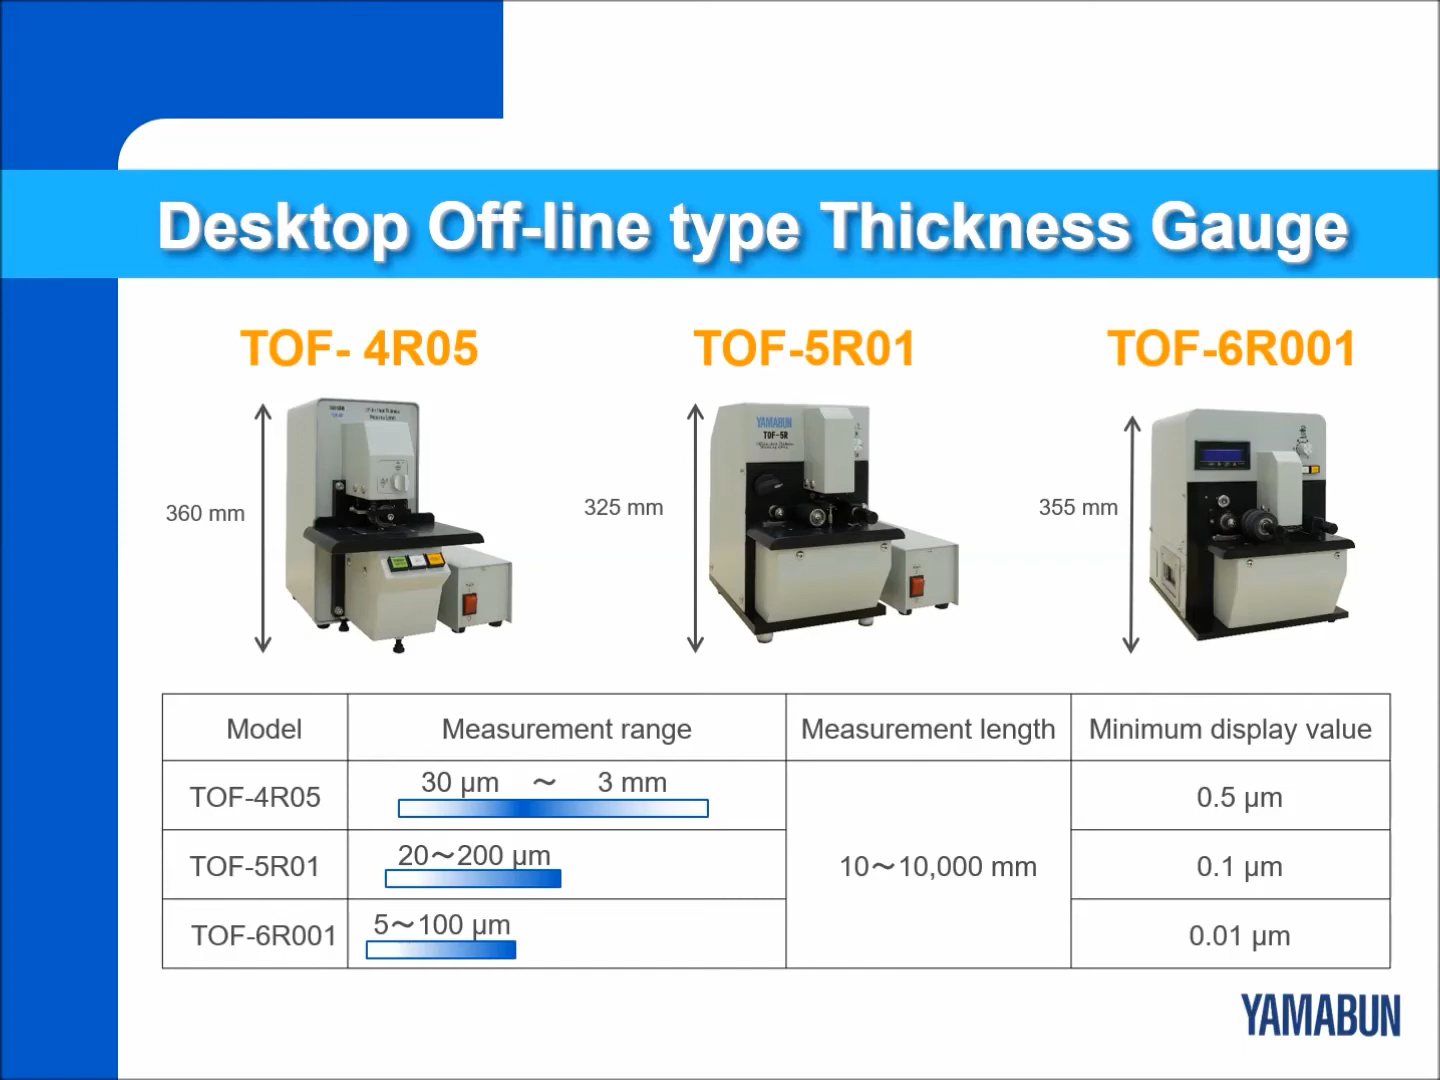 Desktop Off-line type Thickness Gauge
TOF- 4R05
TOF-5R01
TOF-6R001
360 mm
325 mm
355 mm
YAMABUN
TOF-5R
Model
Measurement range
Measurement length
Minimum display value
TOF-4R05
30 μm ～ 3 mm
10～10,000 mm
0.5 μm
TOF-5R01
20～200 μm
0.1 μm
TOF-6R001
5～100 μm
0.01 μm
YAMABUN